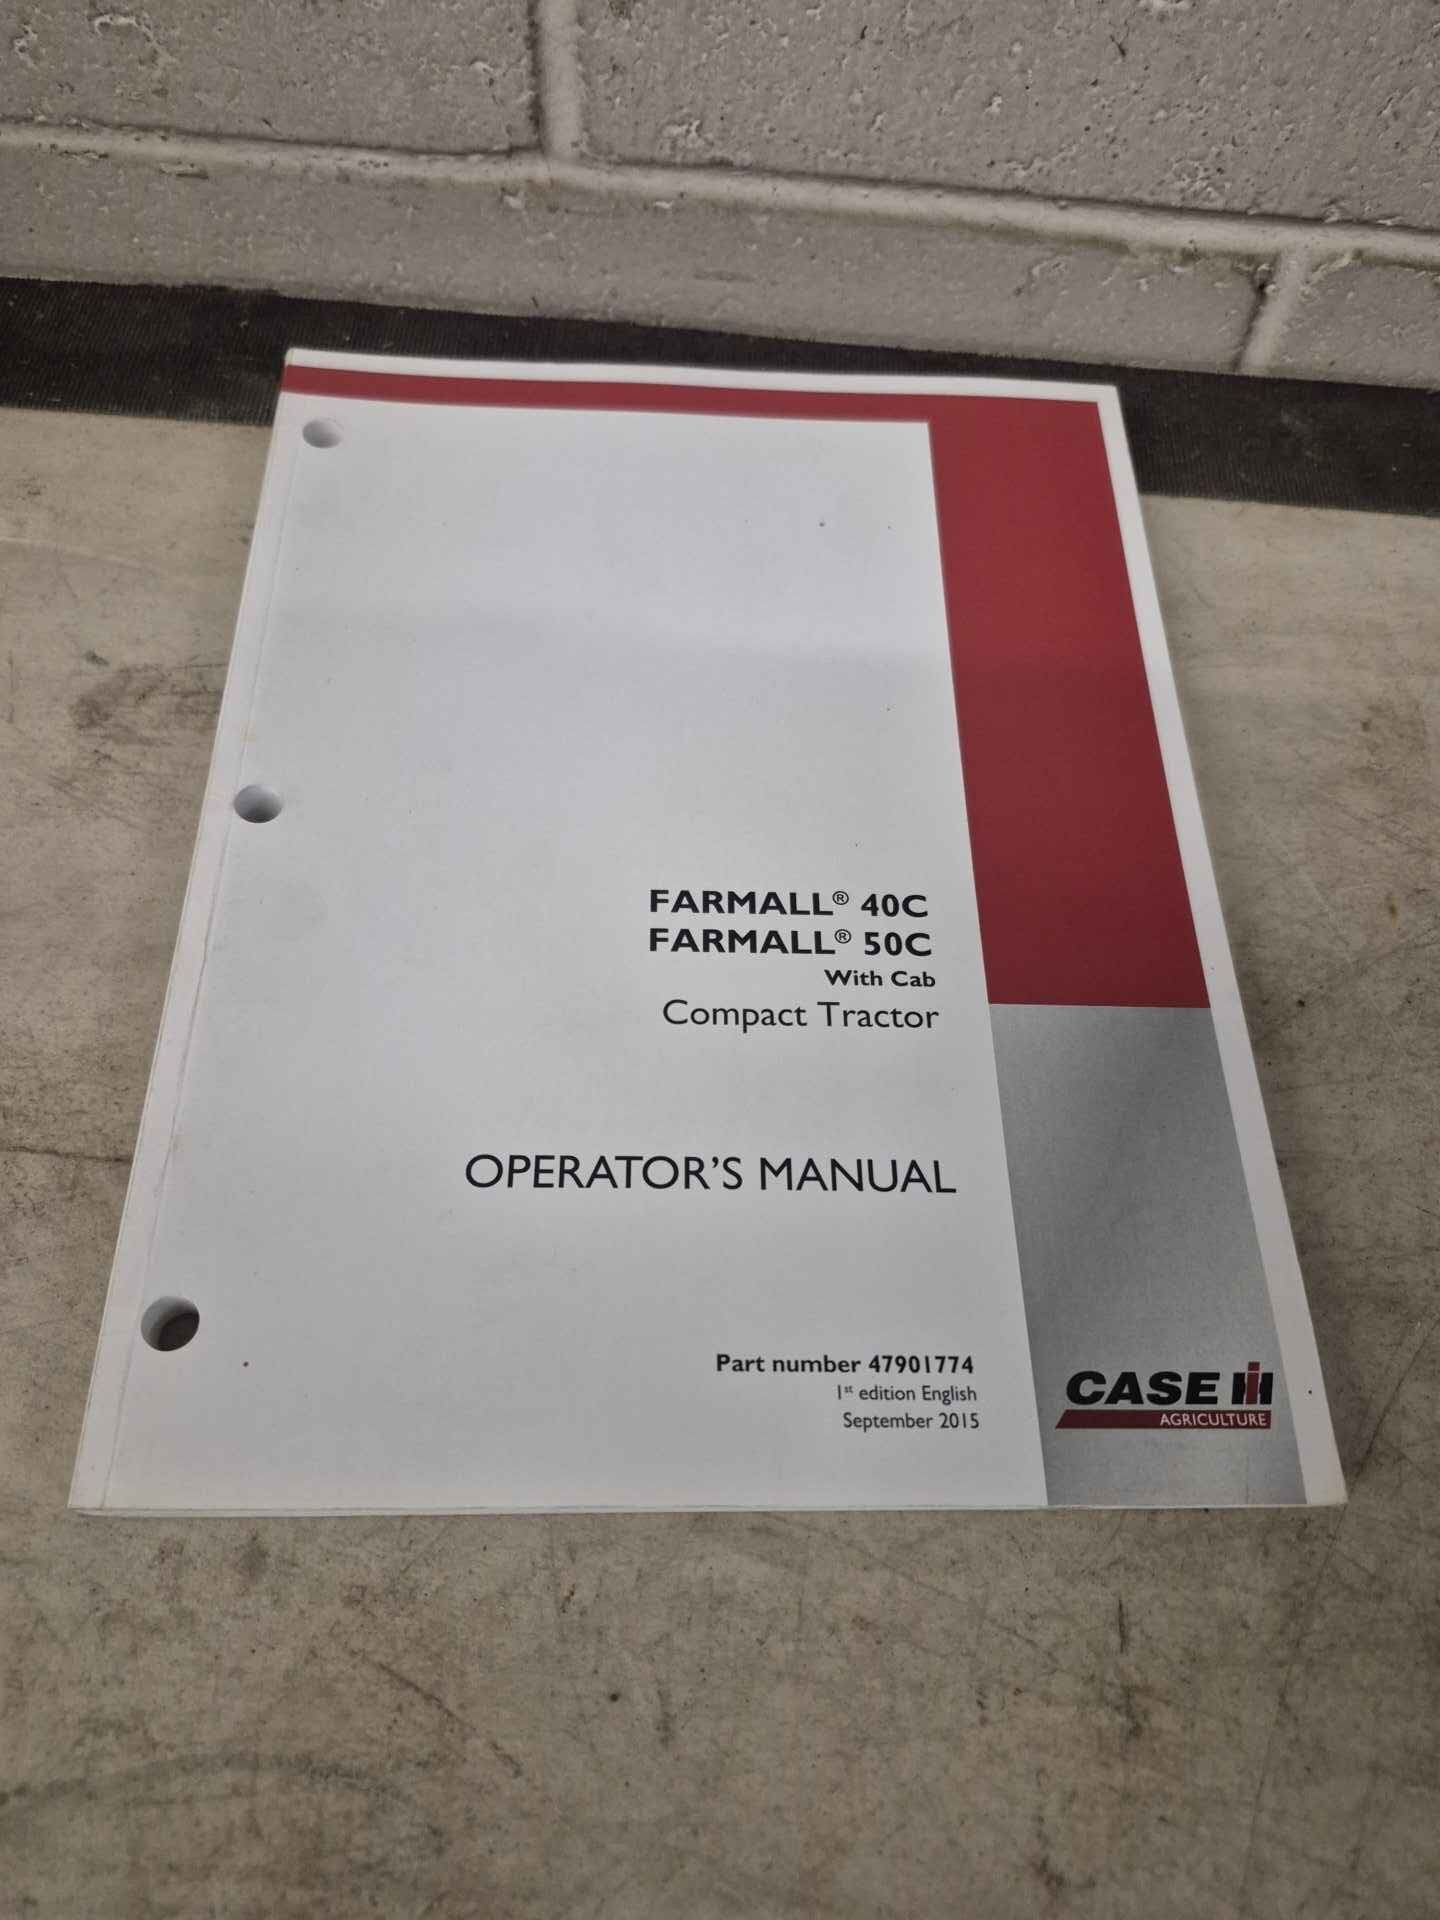 FARMALL® 40C
FARMALL® 50C
With Cab
Compact Tractor
OPERATOR'S MANUAL
Part number 47901774
1st edition English
September 2015
CASE IH
AGRICULTURE